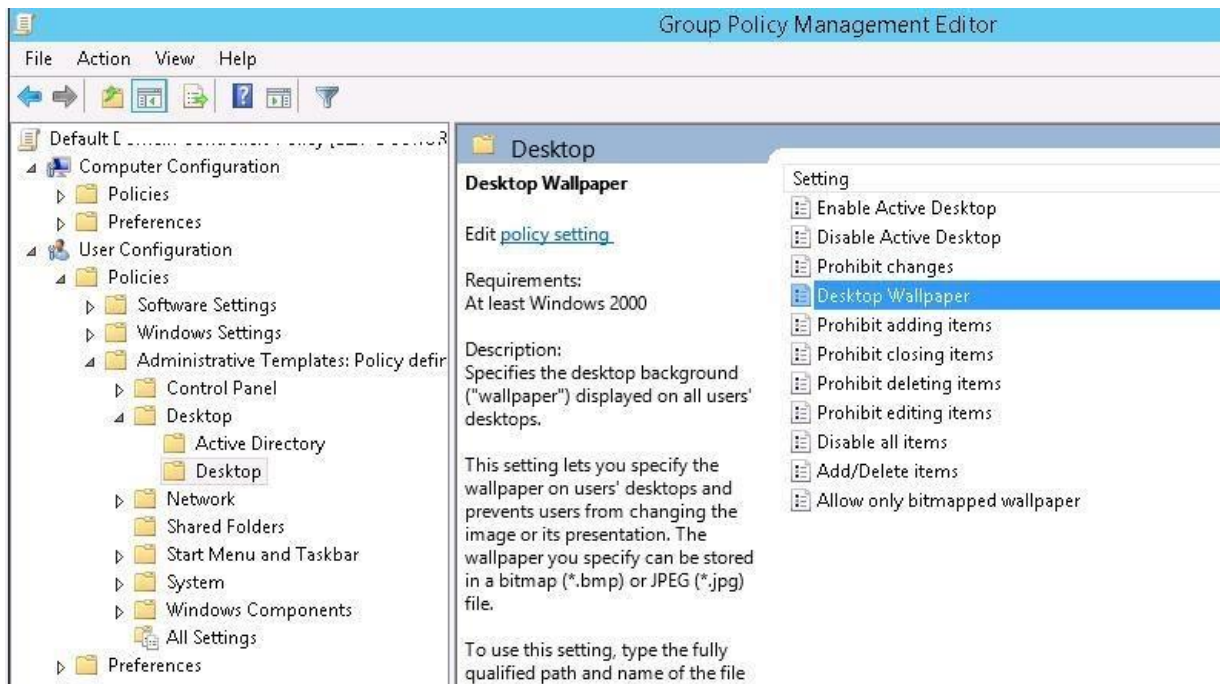 Group Policy Management Editor
File Action View Help
Default
Computer Configuration
Policies
Preferences
User Configuration
Policies
Software Settings
Windows Settings
Administrative Templates: Policy defin
Control Panel
Desktop
Active Directory
Desktop
Network
Shared Folders
Start Menu and Taskbar
System
Windows Components
All Settings
Preferences
Desktop
Desktop Wallpaper
Edit policy setting
Requirements:
At least Windows 2000
Description:
Specifies the desktop background
("wallpaper") displayed on all users'
desktops.
This setting lets you specify the
wallpaper on users' desktops and
prevents users from changing the
image or its presentation. The
wallpaper you specify can be stored
in a bitmap (*.bmp) or JPEG (*.jpg)
file.
To use this setting, type the fully
qualified path and name of the file
Setting
Enable Active Desktop
Disable Active Desktop
Prohibit changes
Desktop Wallpaper
Prohibit adding items
Prohibit closing items
Prohibit deleting items
Prohibit editing items
Disable all items
Add/Delete items
Allow only bitmapped wallpaper